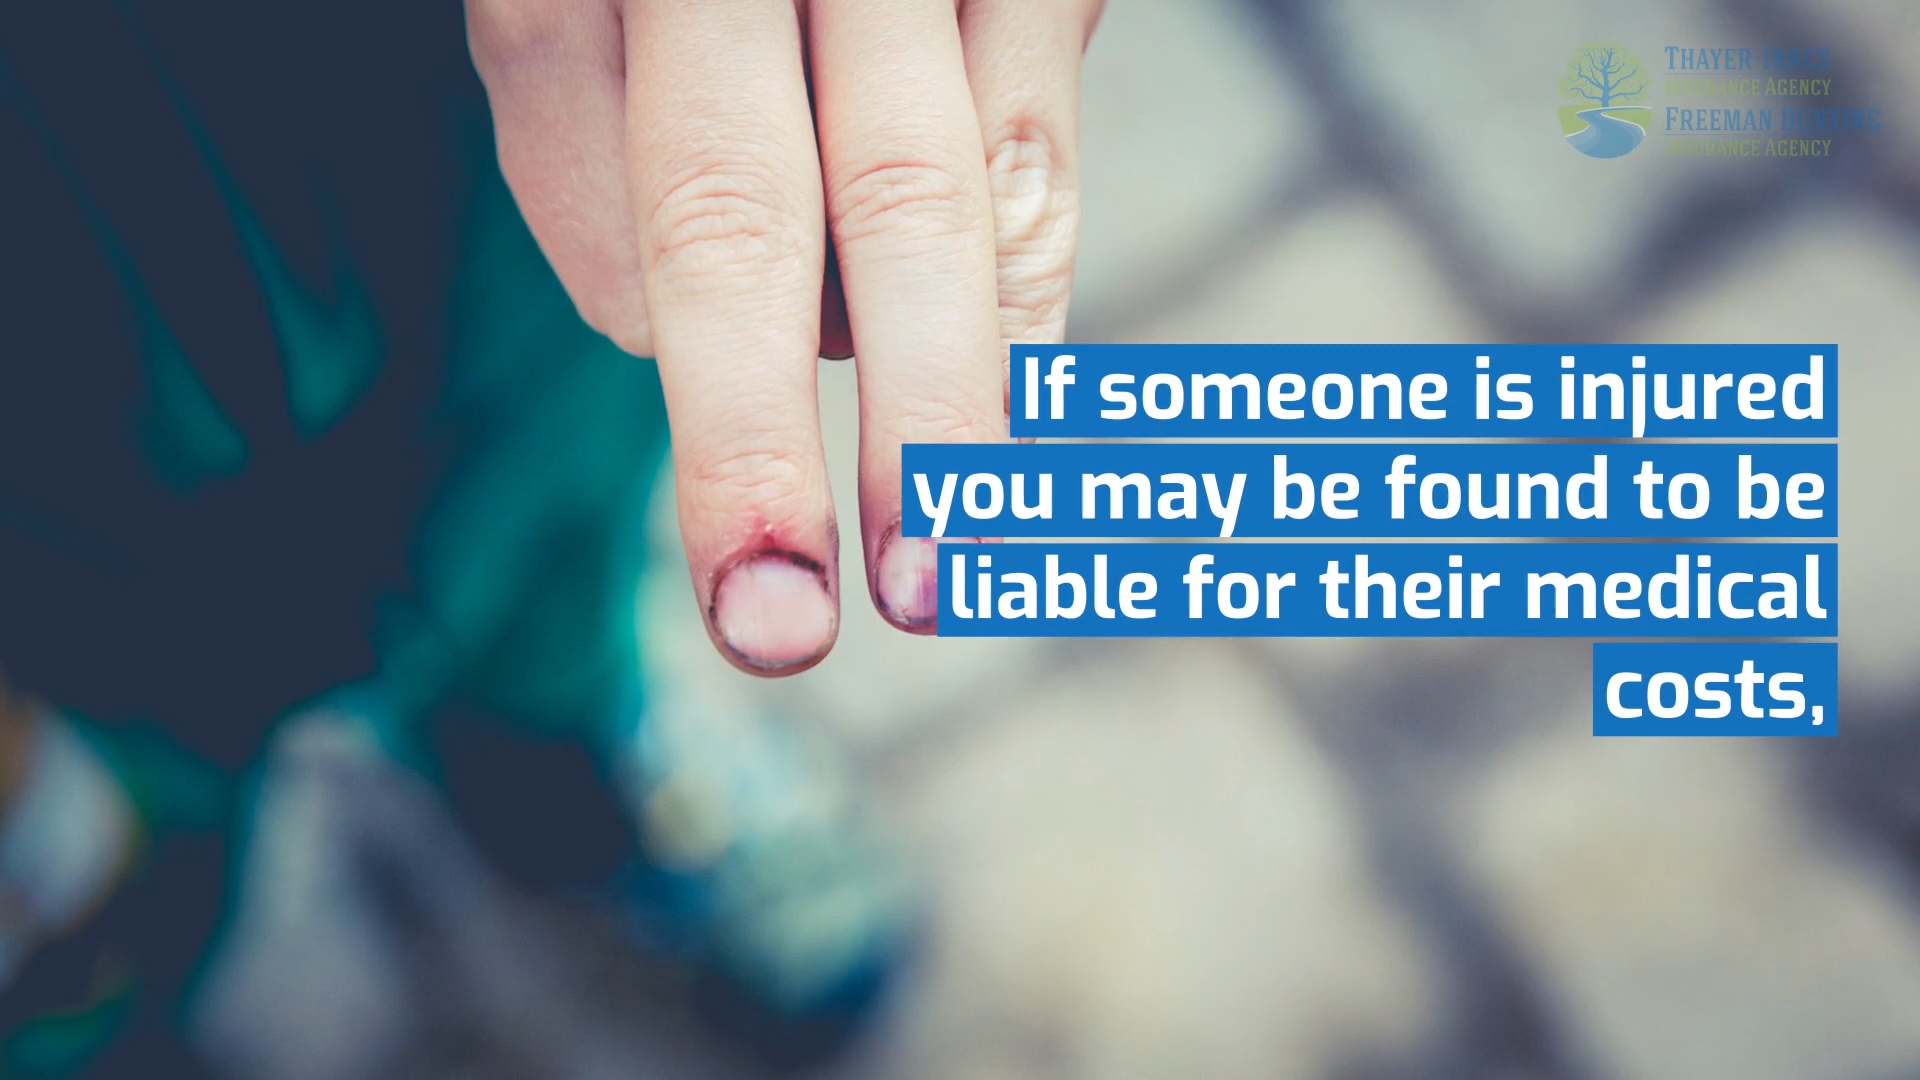 THAYER
INSURANCE AGENCY
FREEMAN BUNTING
INSURANCE AGENCY
If someone is injured
you may be found to be
liable for their medical
costs,